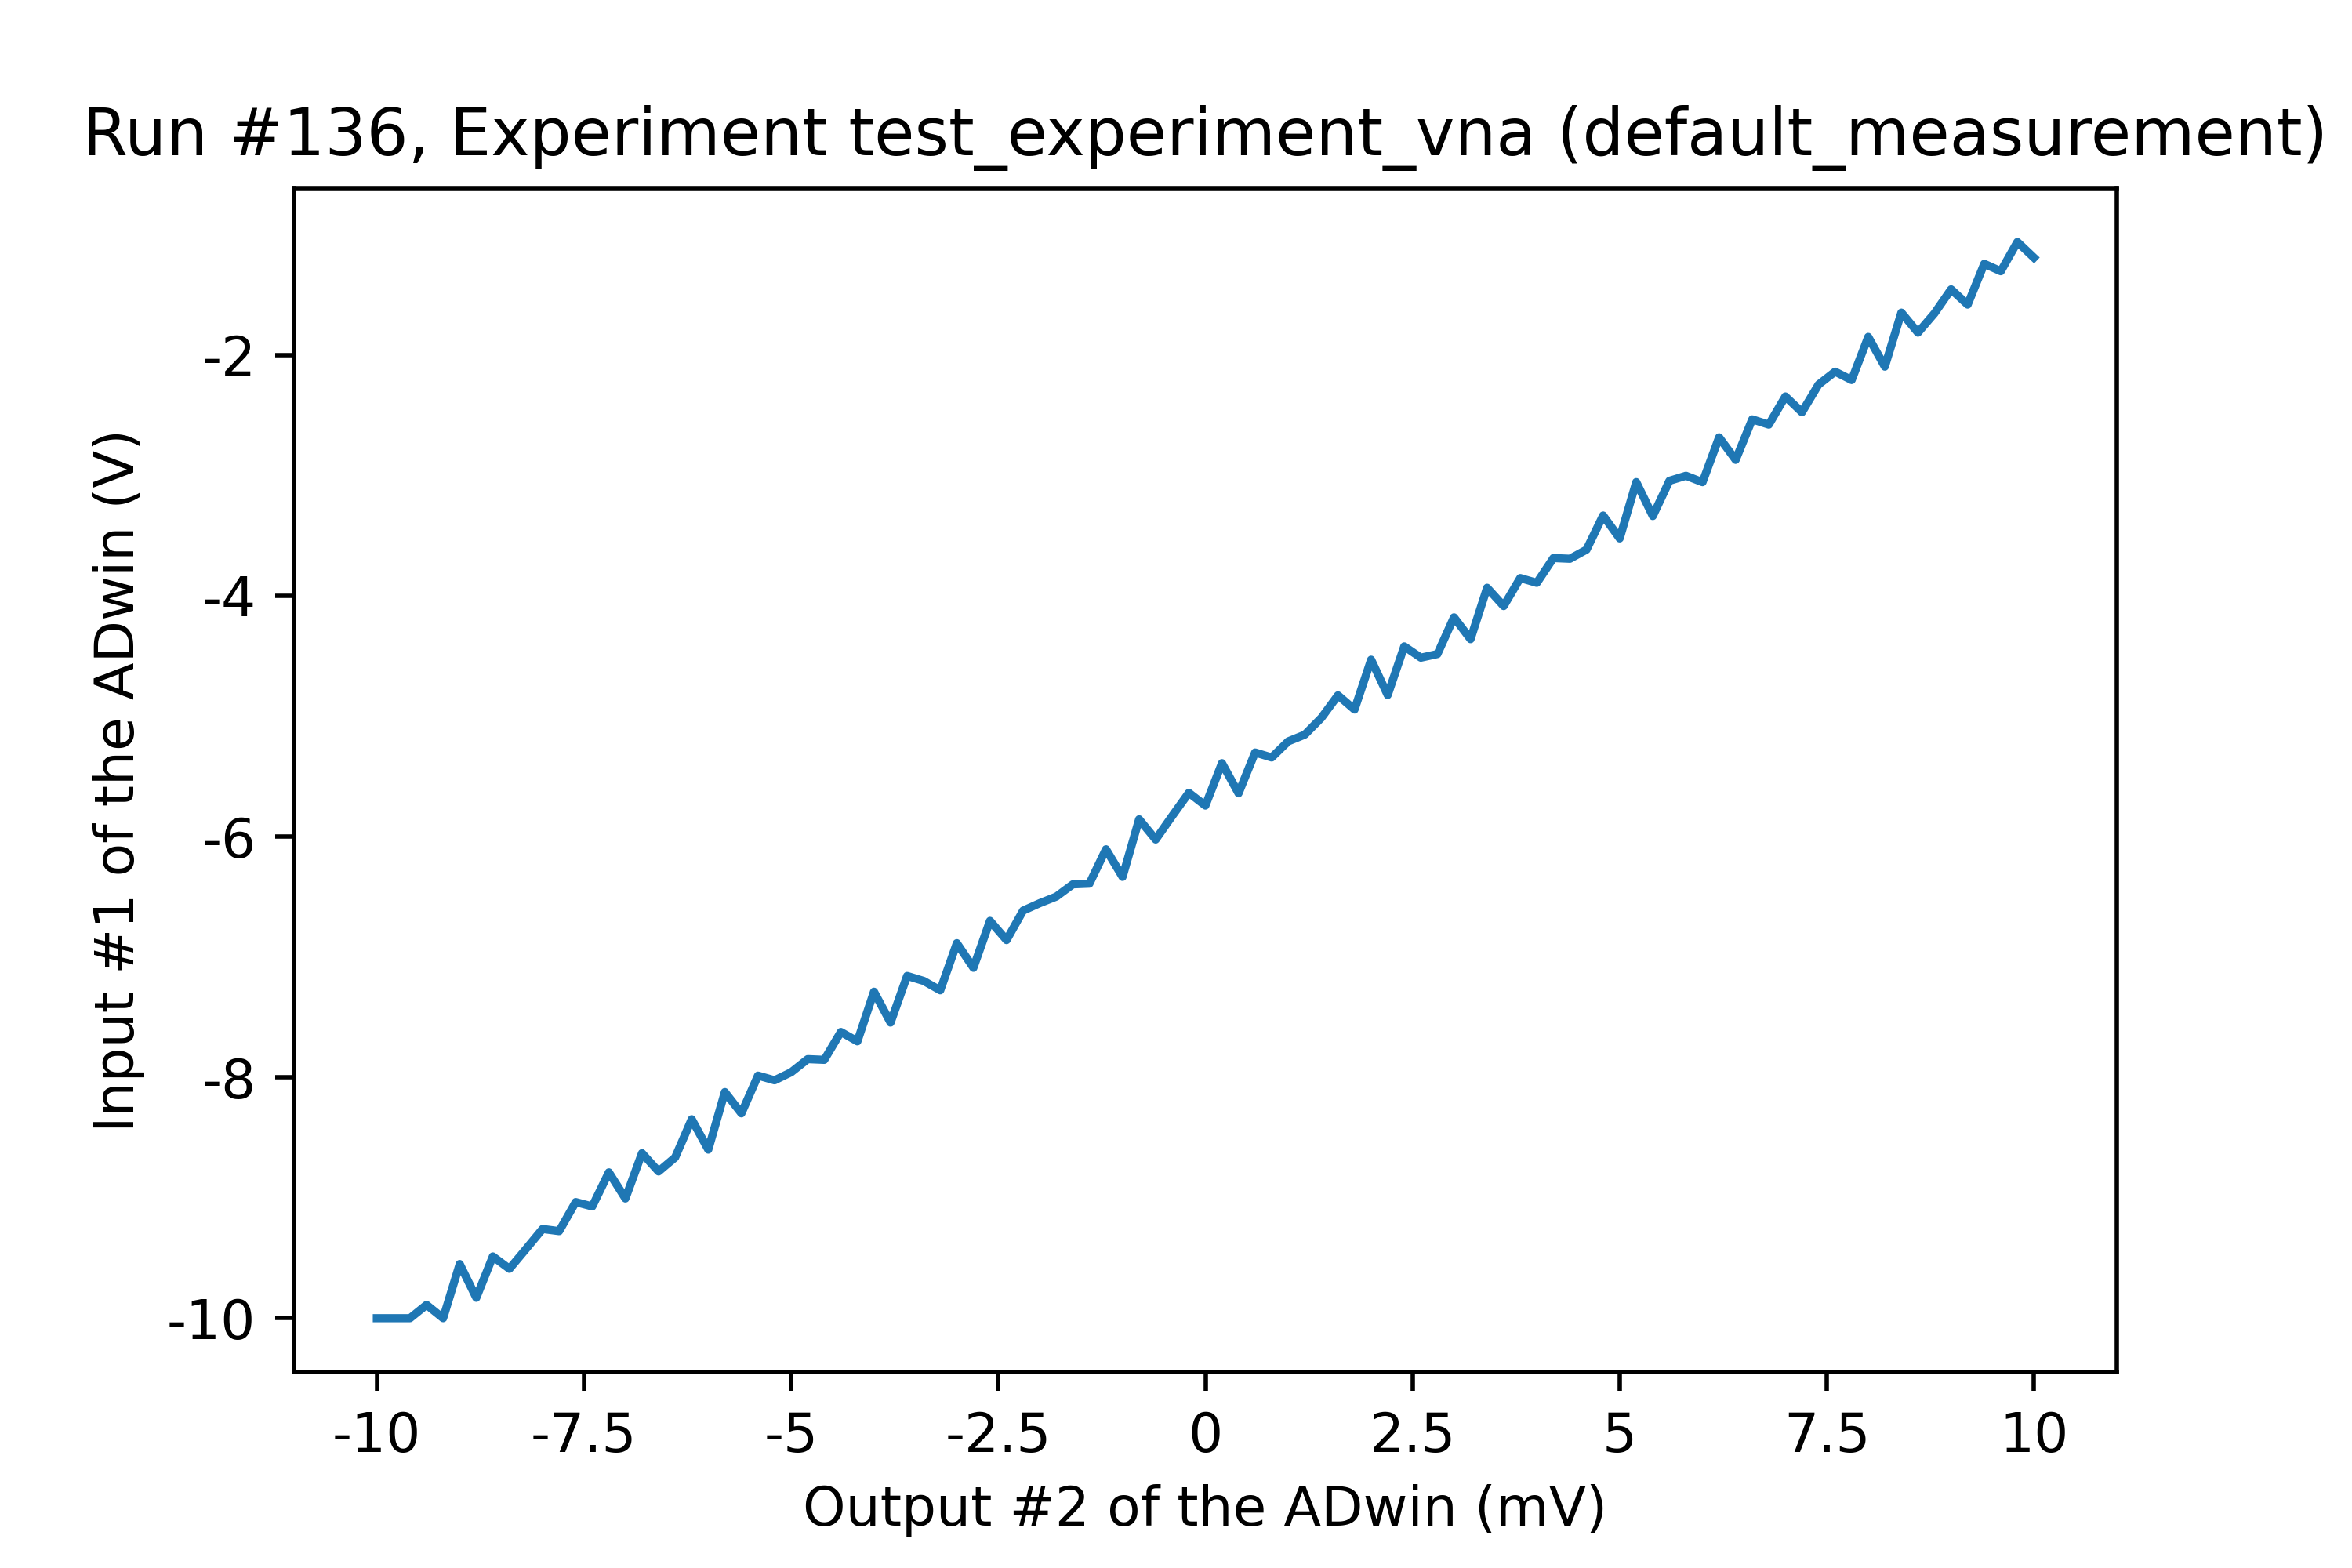 Run #136, Experiment test_experiment_vna (default_measurement)
Input #1 of the ADwin (V)
-2
-4
-6
-8
-10
-10 -7.5 -5 -2.5 0 2.5 5 7.5 10
Output #2 of the ADwin (mV)